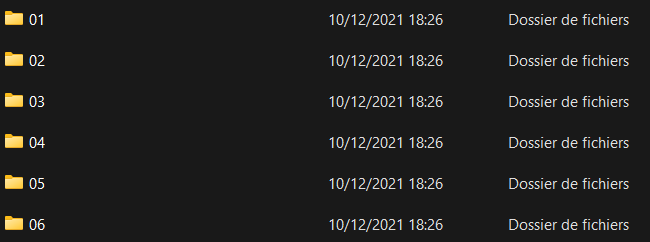 01 10/12/2021 18:26 Dossier de fichiers
02 10/12/2021 18:26 Dossier de fichiers
03 10/12/2021 18:26 Dossier de fichiers
04 10/12/2021 18:26 Dossier de fichiers
05 10/12/2021 18:26 Dossier de fichiers
06 10/12/2021 18:26 Dossier de fichiers